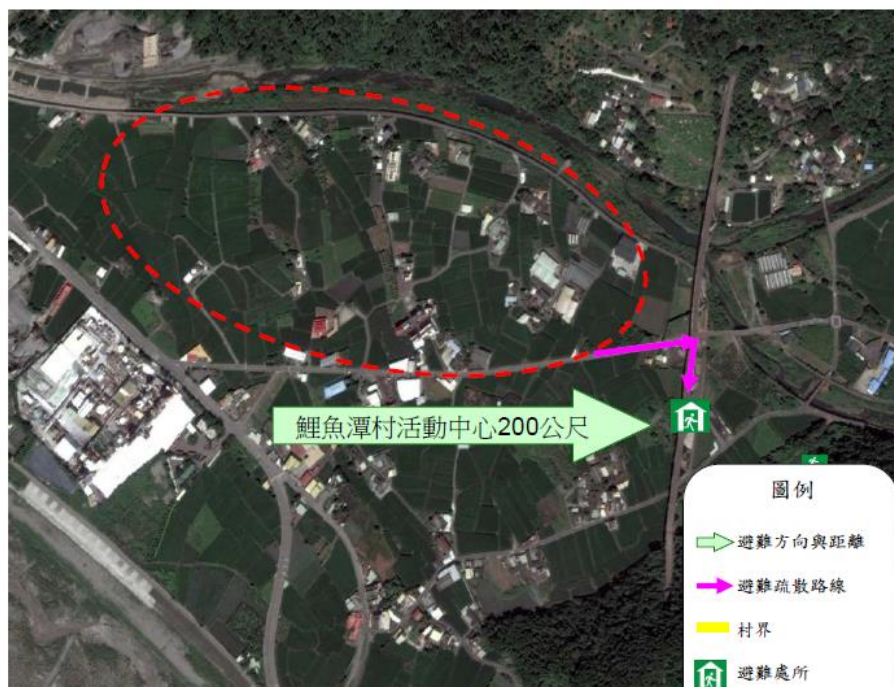 鯉魚潭村活動中心200公尺
圖例
避難方向與距離
避難疏散路線
村界
避難處所